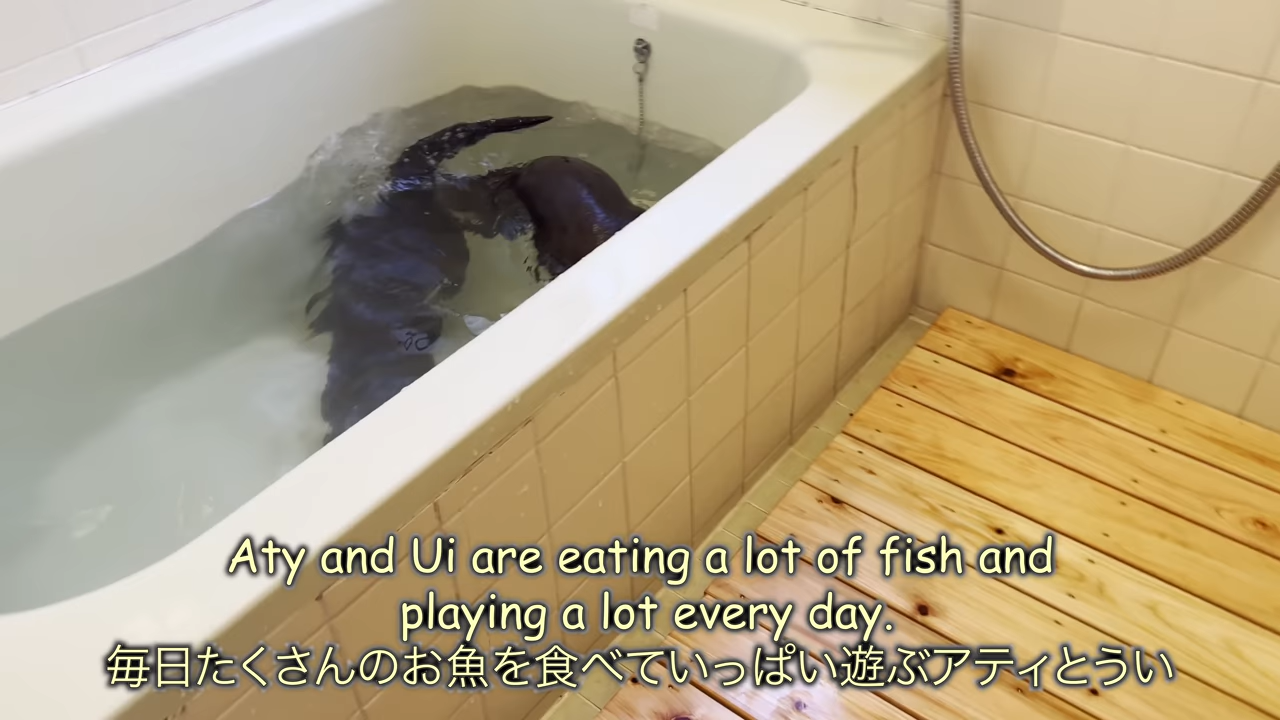 Aty and Ui are eating a lot of fish and
playing a lot every day.
毎日たくさんのお魚を食べていっぱい遊ぶアティとうい